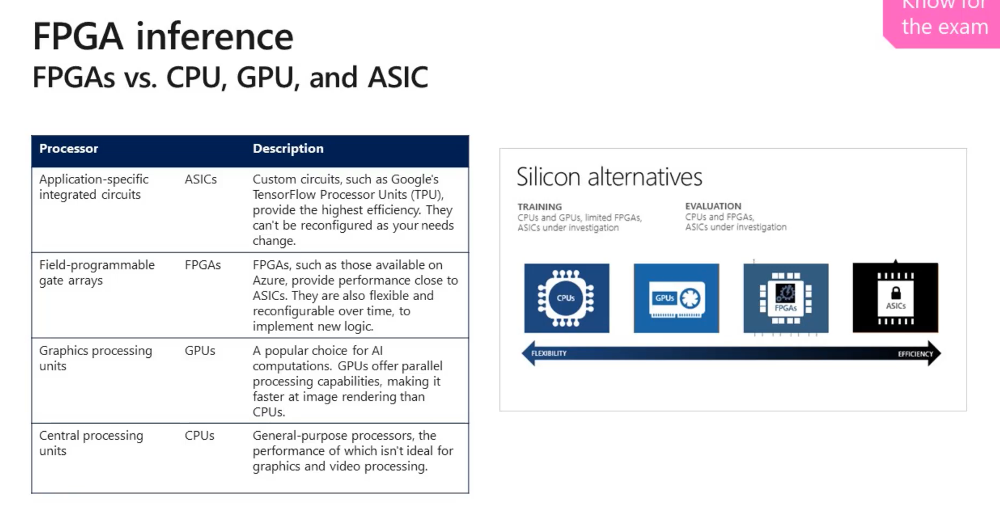 Know for
the exam
FPGA inference
FPGAs vs. CPU, GPU, and ASIC
Processor Description
Application-specific ASICs Custom circuits, such as Google's
integrated circuits TensorFlow Processor Units (TPU),
provide the highest efficiency. They
can't be reconfigured as your needs
change.
Field-programmable FPGAs FPGAs, such as those available on
gate arrays Azure, provide performance close to
ASICs. They are also flexible and
reconfigurable over time, to
implement new logic.
Graphics processing GPUs A popular choice for AI
units computations. GPUs offer parallel
processing capabilities, making it
faster at image rendering than
CPUs.
Central processing CPUs General-purpose processors, the
units performance of which isn't ideal for
graphics and video processing.
Silicon alternatives
TRAINING
CPUs and GPUs, limited FPGAs,
ASICs under investigation
EVALUATION
CPUs and FPGAs,
ASICs under investigation
CPUs
GPUs
FPGAs
ASICs
FLEXIBILITY
EFFICIENCY